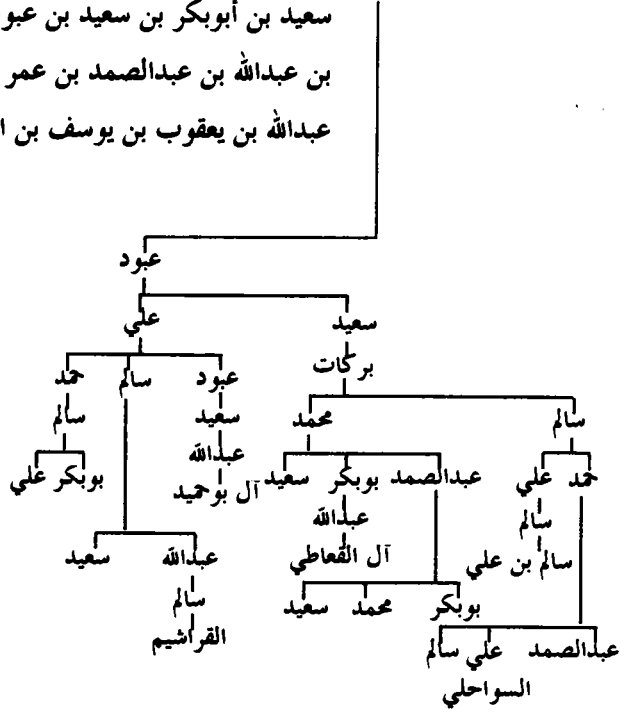 سعيد بن أبوبكر بن سعيد بن عبو
بن عبدالله بن عبدالصمد بن عمر
عبدالله بن يعقوب بن يوسف بن ا
عبود
سعيد علي
بركات
عبود سالم حمد
سالم محمد سعيد سالم
عبدالله
حمد علي عبدالصمد بوبكر سعيد آل بوحميد بوبكر علي
سالم عبدالله
سالم بن علي آل القعاطي عبدالله سعيد
بوبكر محمد سعيد سالم
القراشيم
عبدالصمد علي سالم
السواحلي